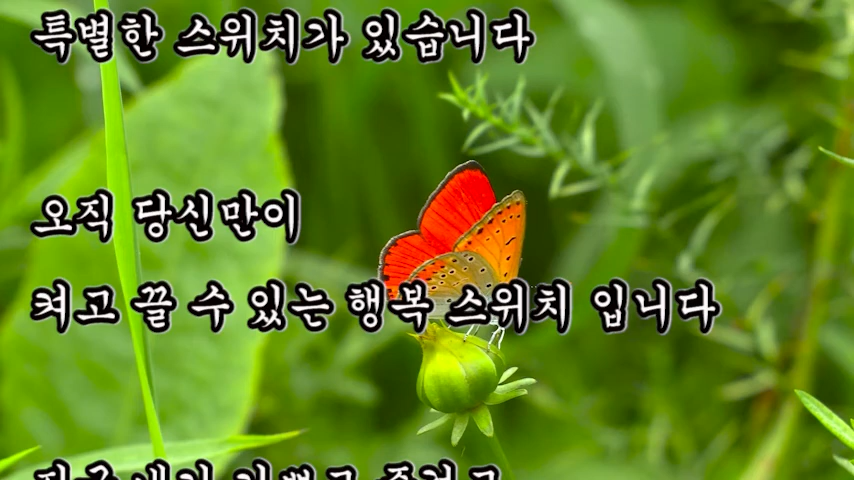 특별한 스위치가 있습니다
오직 당신만이
켜고 끌 수 있는 행복 스위치 입니다